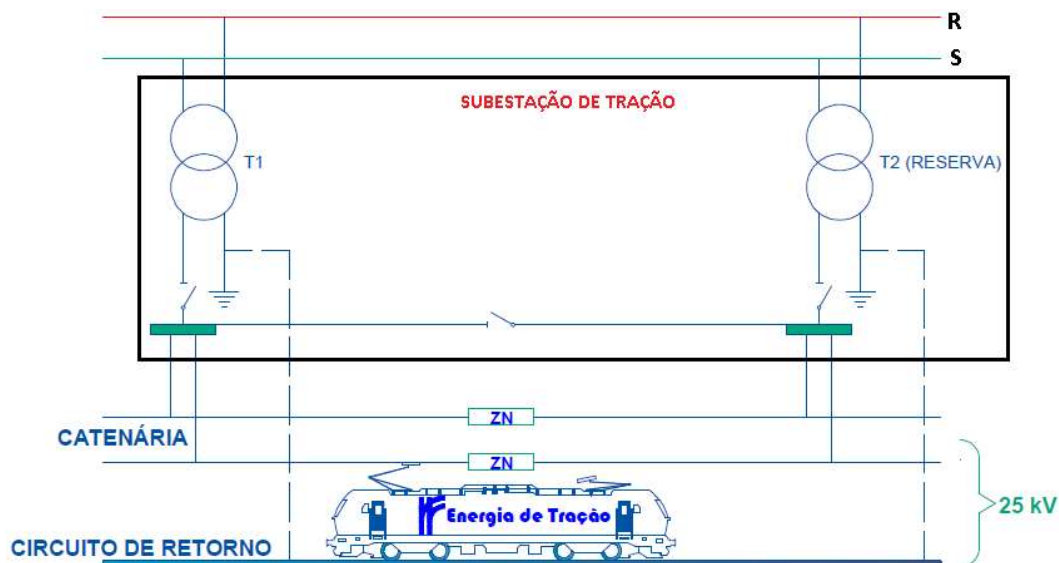 R
S
SUBESTAÇÃO DE TRAÇÃO
T1
T2 (RESERVA)
ZN
CATENÁRIA
ZN
Energia de Tração
25 kV
CIRCUITO DE RETORNO